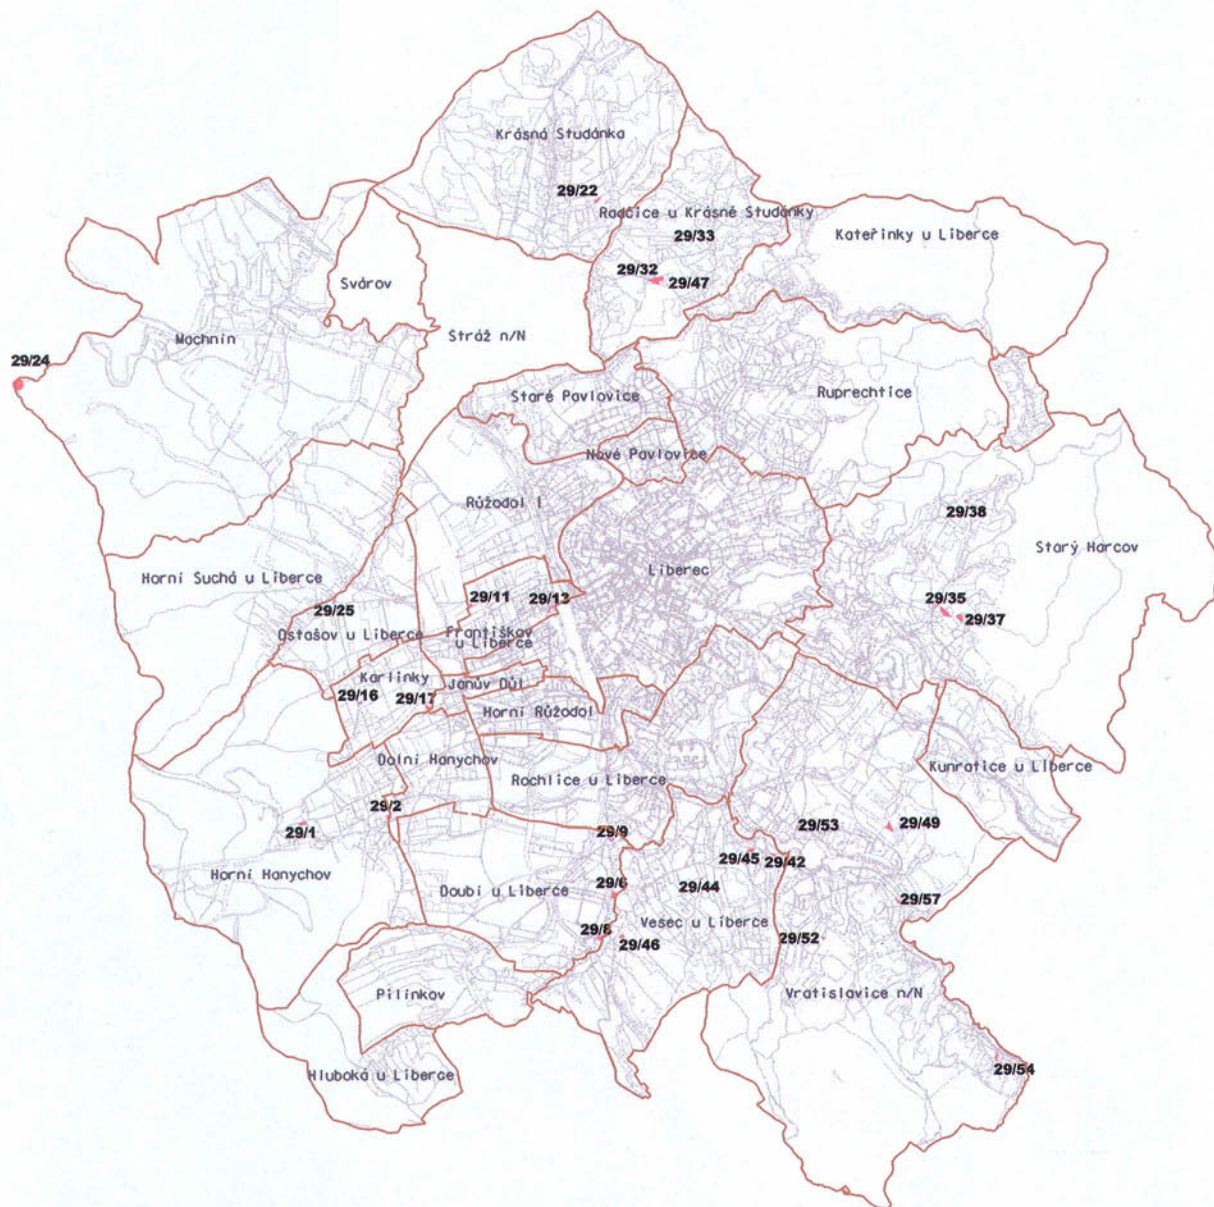 Krásná Studánka
29/22
Radčice u Krásné Studánky
29/33
Kateřinky u Liberce
29/32
29/47
Svárov
Stráž n/N
Machnín
29/24
Staré Pavlovice
Ruprechtice
Nové Pavlovice
Růžodol I
29/38
Starý Harcov
Liberec
Horní Suchá u Liberce
29/11
29/13
29/35
29/25
29/37
Ostašov u Liberce
Františkov
u Liberce
Karlinky
Janův Důl
29/16
29/17
Horní Růžodol
Dolní Hanychov
Rochlice u Liberce
Kunratice u Liberce
29/2
29/1
29/9
29/53
29/49
29/45
29/42
Horní Hanychov
Doubí u Liberce
29/6
29/44
29/57
Vesec u Liberce
29/8
29/46
29/52
Pilínkov
Vratislavice n/N
Hluboká u Liberce
29/54